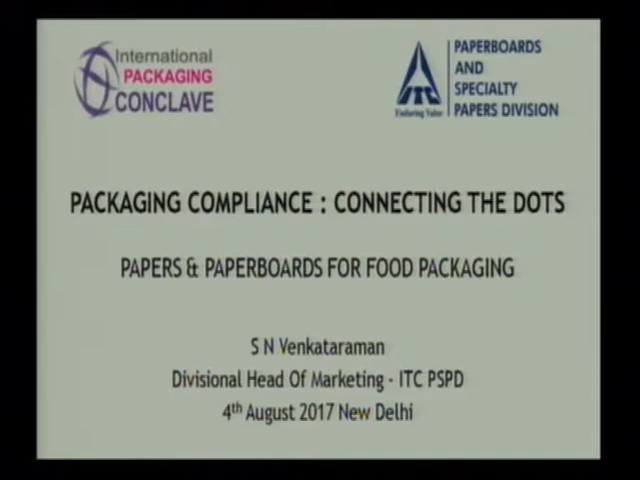 International
PACKAGING
CONCLAVE
ITC
Enduring Value
PAPERBOARDS
AND
SPECIALTY
PAPERS DIVISION
PACKAGING COMPLIANCE : CONNECTING THE DOTS
PAPERS & PAPERBOARDS FOR FOOD PACKAGING
S N Venkataraman
Divisional Head Of Marketing - ITC PSPD
4th August 2017 New Delhi